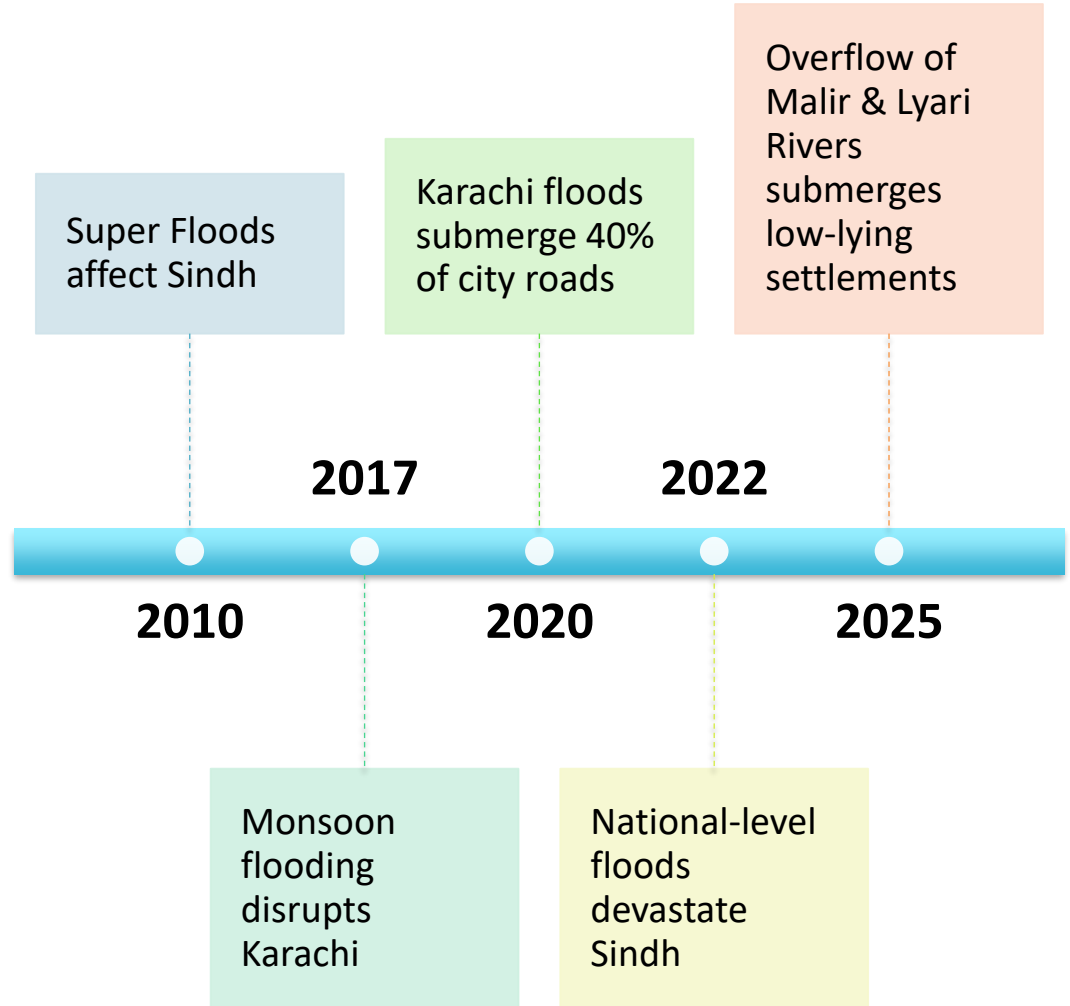 Super Floods
affect Sindh
Karachi floods
submerge 40%
of city roads
Overflow of
Malir & Lyari
Rivers
submerges
low-lying
settlements
2017
2022
2010
2020
2025
Monsoon
flooding
disrupts
Karachi
National-level
floods
devastate
Sindh